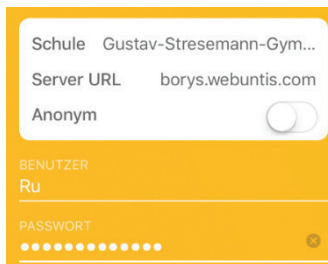 Schule Gustav-Stresemann-Gym...
Server URL borys.webuntis.com
Anonym
BENUTZER
Ru
PASSWORT
●●●●●●●●●●●●●